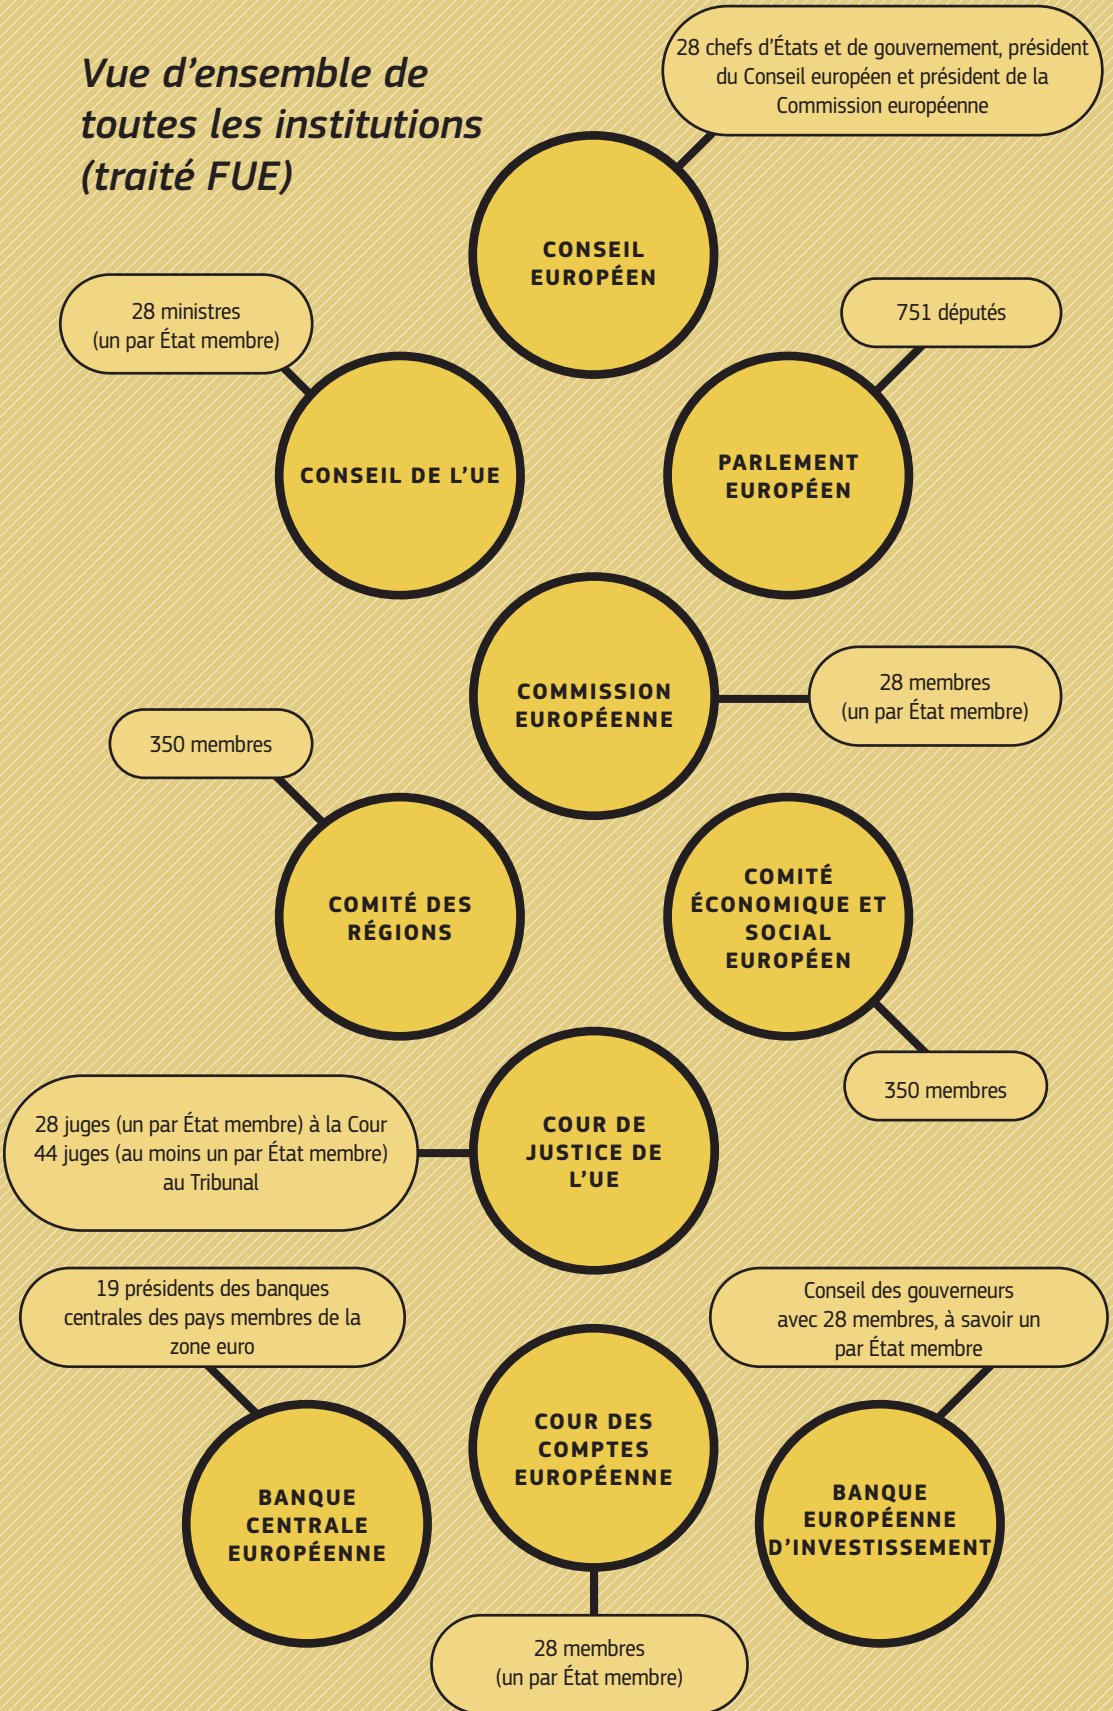 Vue d'ensemble de
toutes les institutions
(traité FUE)
28 chefs d'États et de gouvernement, président
du Conseil européen et président de la
Commission européenne
CONSEIL
EUROPÉEN
28 ministres
(un par État membre)
751 députés
CONSEIL DE L'UE
PARLEMENT
EUROPÉEN
COMMISSION
EUROPÉENNE
28 membres
(un par État membre)
350 membres
COMITÉ DES
RÉGIONS
COMITÉ
ÉCONOMIQUE ET
SOCIAL
EUROPÉEN
350 membres
28 juges (un par État membre) à la Cour
44 juges (au moins un par État membre)
au Tribunal
COUR DE
JUSTICE DE
L'UE
19 présidents des banques
centrales des pays membres de la
zone euro
Conseil des gouverneurs
avec 28 membres, à savoir un
par État membre
BANQUE
CENTRALE
EUROPÉENNE
COUR DES
COMPTES
EUROPÉENNE
BANQUE
EUROPÉENNE
D'INVESTISSEMENT
28 membres
(un par État membre)